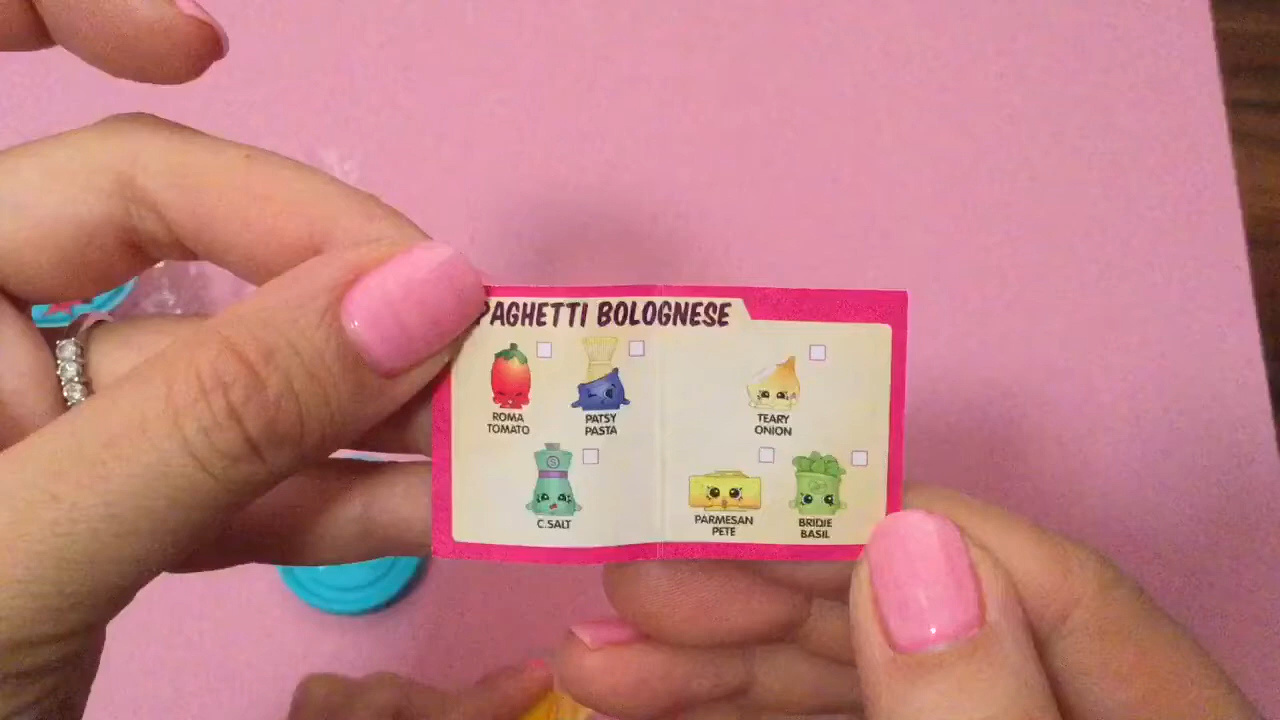 PAGHETTI BOLOGNESE
ROMA
TOMATO
PATSY
PASTA
TEARY
ONION
C.SALT
PARMESAN
PETE
BRIDIE
BASIL